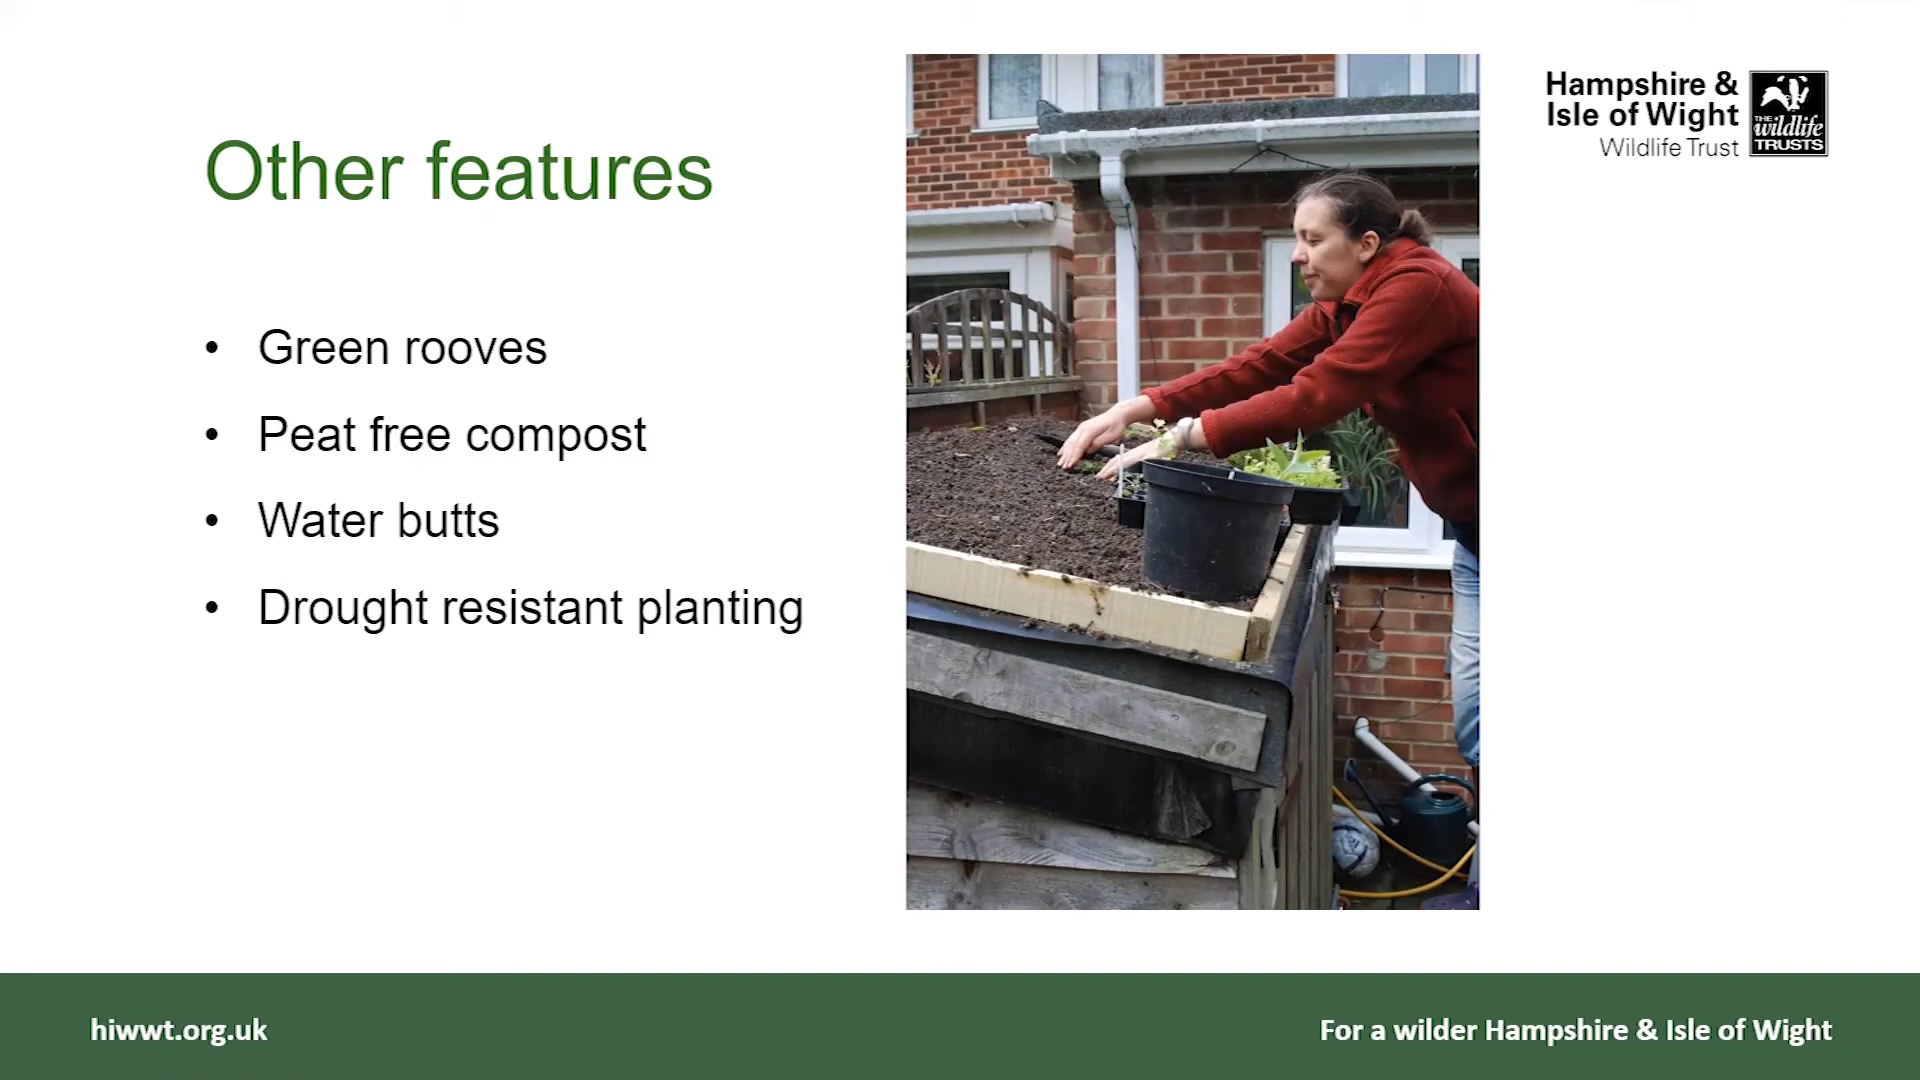 Other features
Green rooves
Peat free compost
Water butts
Drought resistant planting
Hampshire &
Isle of Wight
Wildlife Trust
THE
wildlife
TRUSTS
hiwwt.org.uk
For a wilder Hampshire & Isle of Wight